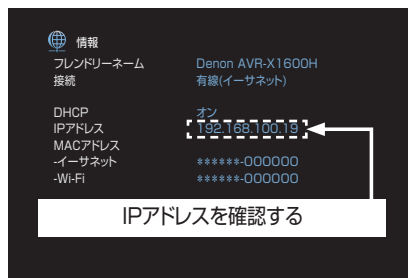 情報
フレンドリーネーム Denon AVR-X1600H
接続 有線(イーサネット)
DHCP オン
IPアドレス 192.168.100.19
MACアドレス
-イーサネット ******-000000
-Wi-Fi ******-000000
IPアドレスを確認する